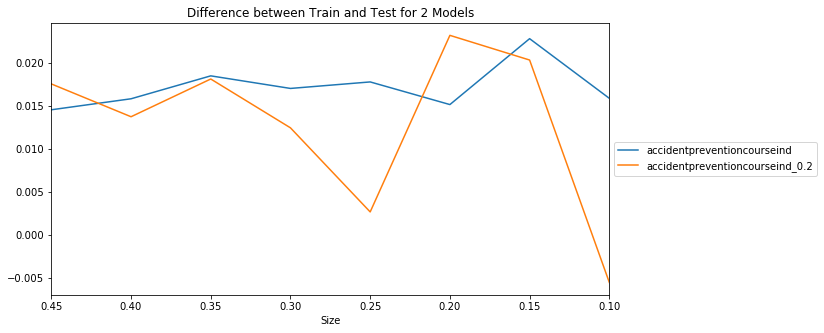 Difference between Train and Test for 2 Models
0.020
0.015
0.010
0.005
0.000
−0.005
0.45 0.40 0.35 0.30 0.25 0.20 0.15 0.10
Size
accidentpreventioncourseind
accidentpreventioncourseind_0.2